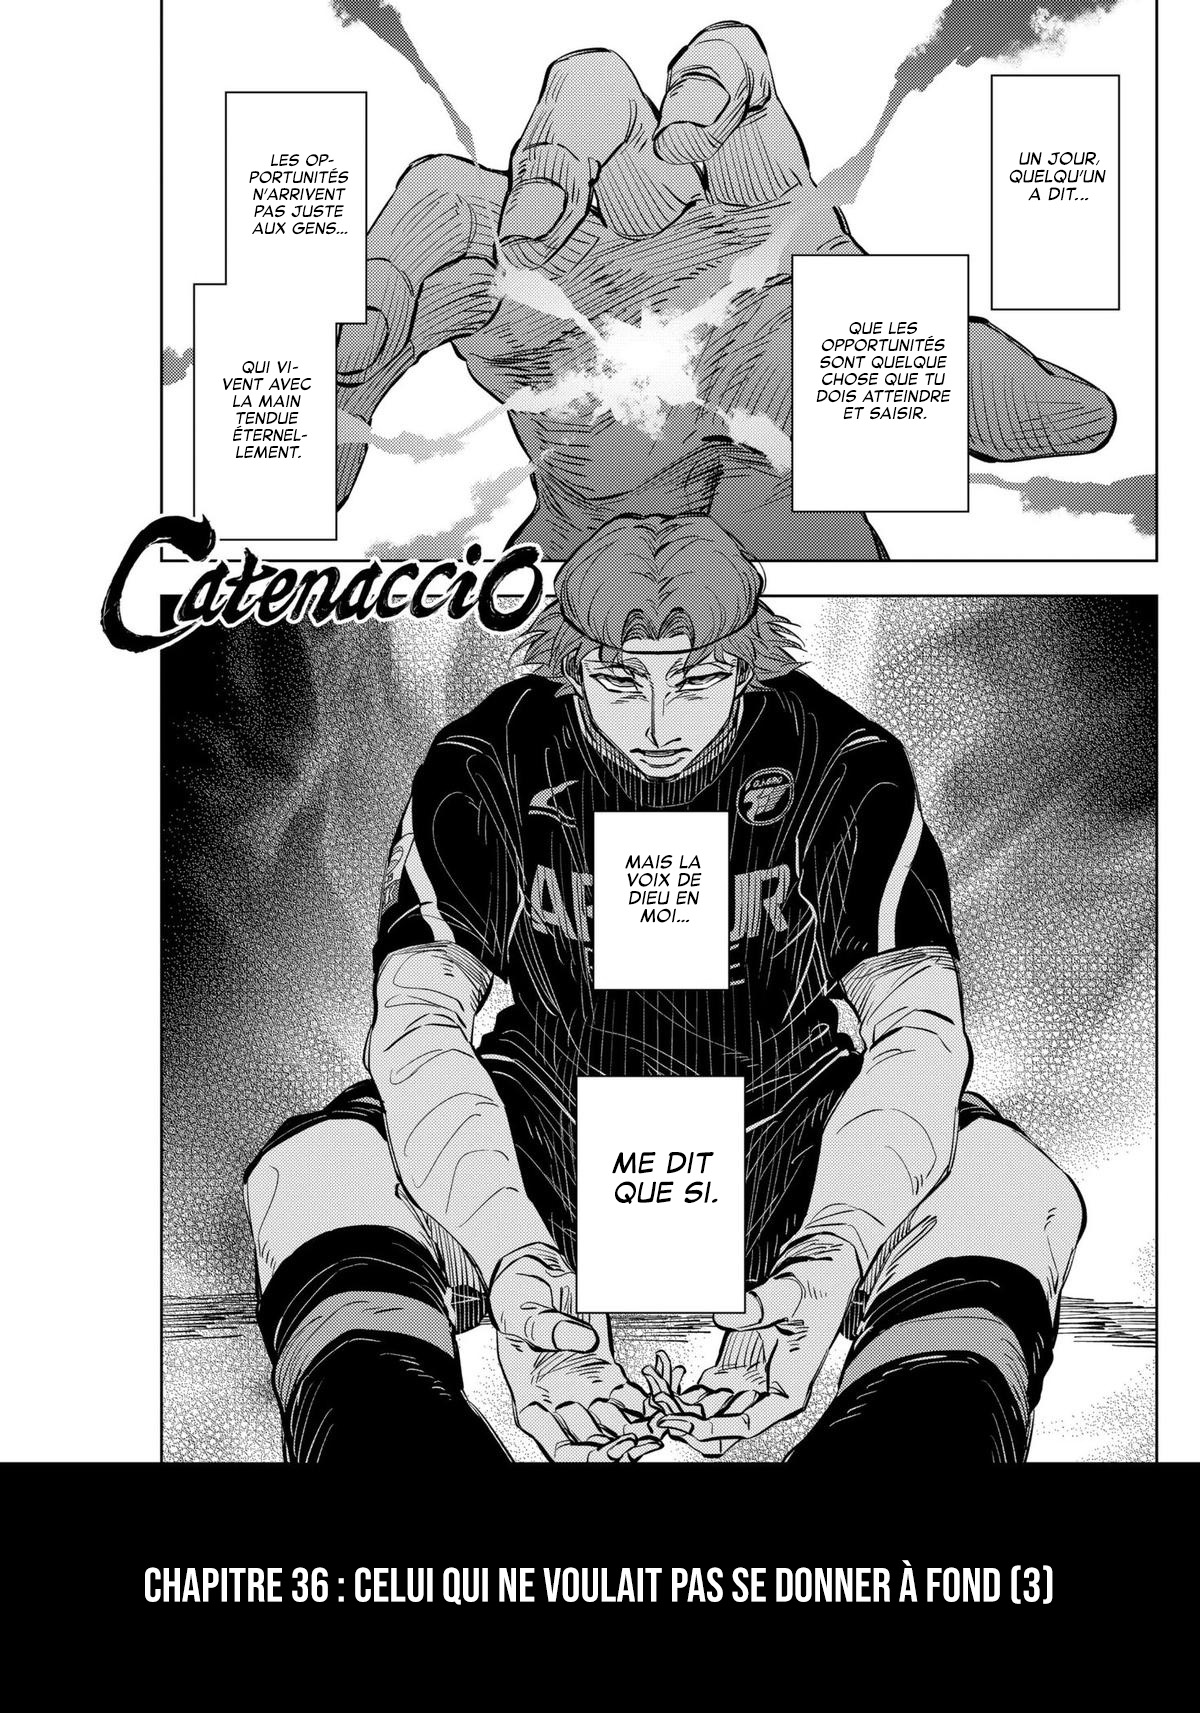 UN JOUR,
QUELQU'UN
A DIT...
QUE LES
OPPORTUNITÉS
SONT QUELQUE
CHOSE QUE TU
DOIS ATTEINDRE
ET SAISIR.
LES OP-
PORTUNITÉS
N'ARRIVENT
PAS JUSTE
AUX GENS...
QUI VI-
VENT AVEC
LA MAIN
TENDUE
ÉTERNEL-
LEMENT.
Catenaccio
MAIS LA
VOIX DE
DIEU EN
MOI...
ME DIT
QUE SI.
CHAPITRE 36 : CELUI QUI NE VOULAIT PAS SE DONNER À FOND (3)